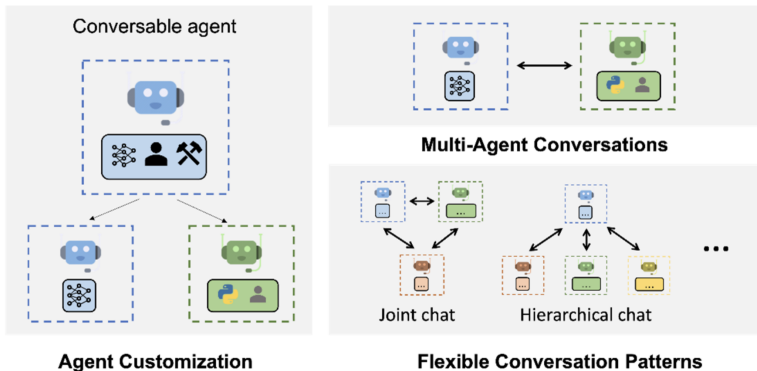 Conversable agent
Agent Customization
Multi-Agent Conversations
...
...
...
...
...
...
...
...
Joint chat
Hierarchical chat
Flexible Conversation Patterns